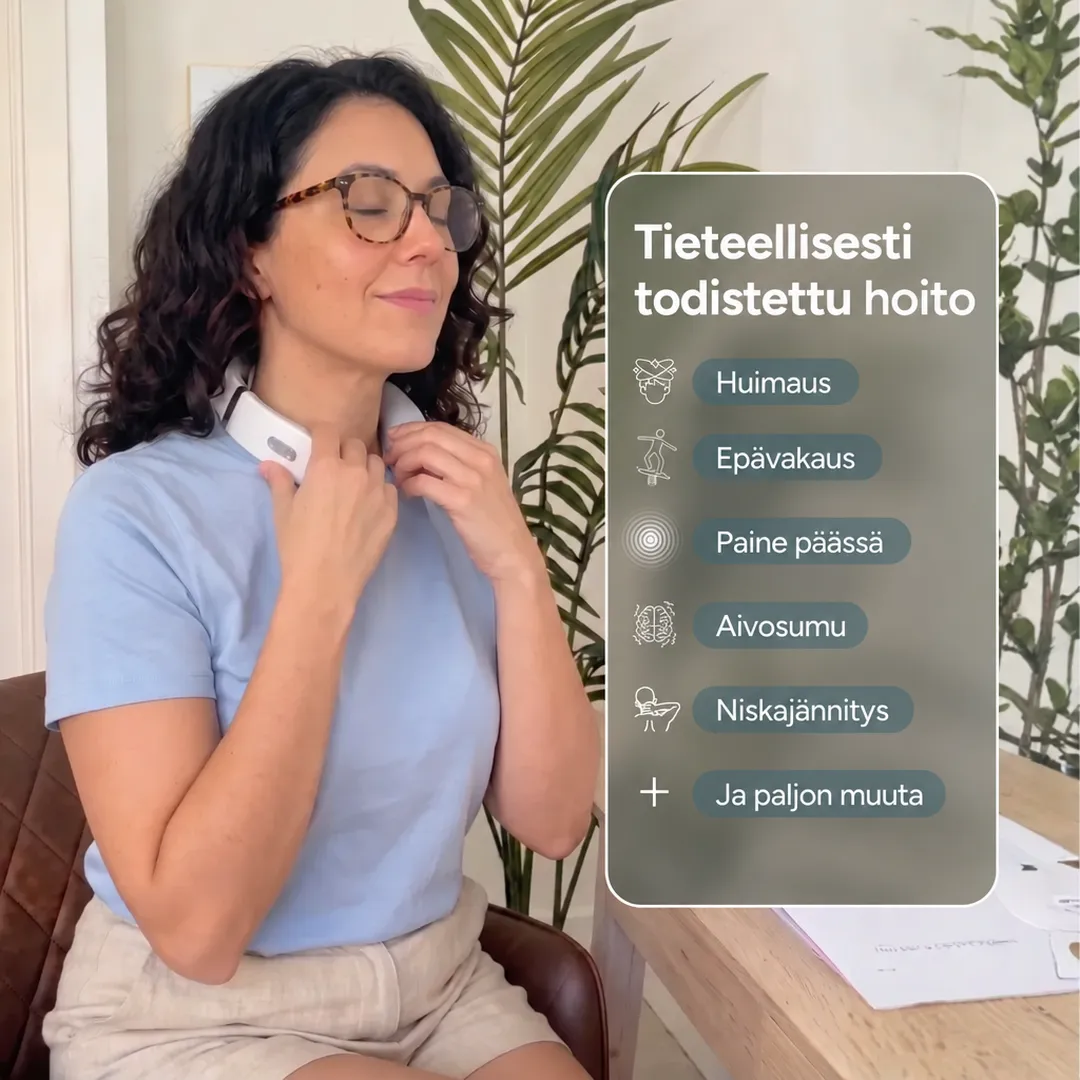 Tieteellisesti
todistettu hoito
Huimaus
Epävakaus
Paine päässä
Aivosumu
Niskajännitys
Ja paljon muuta